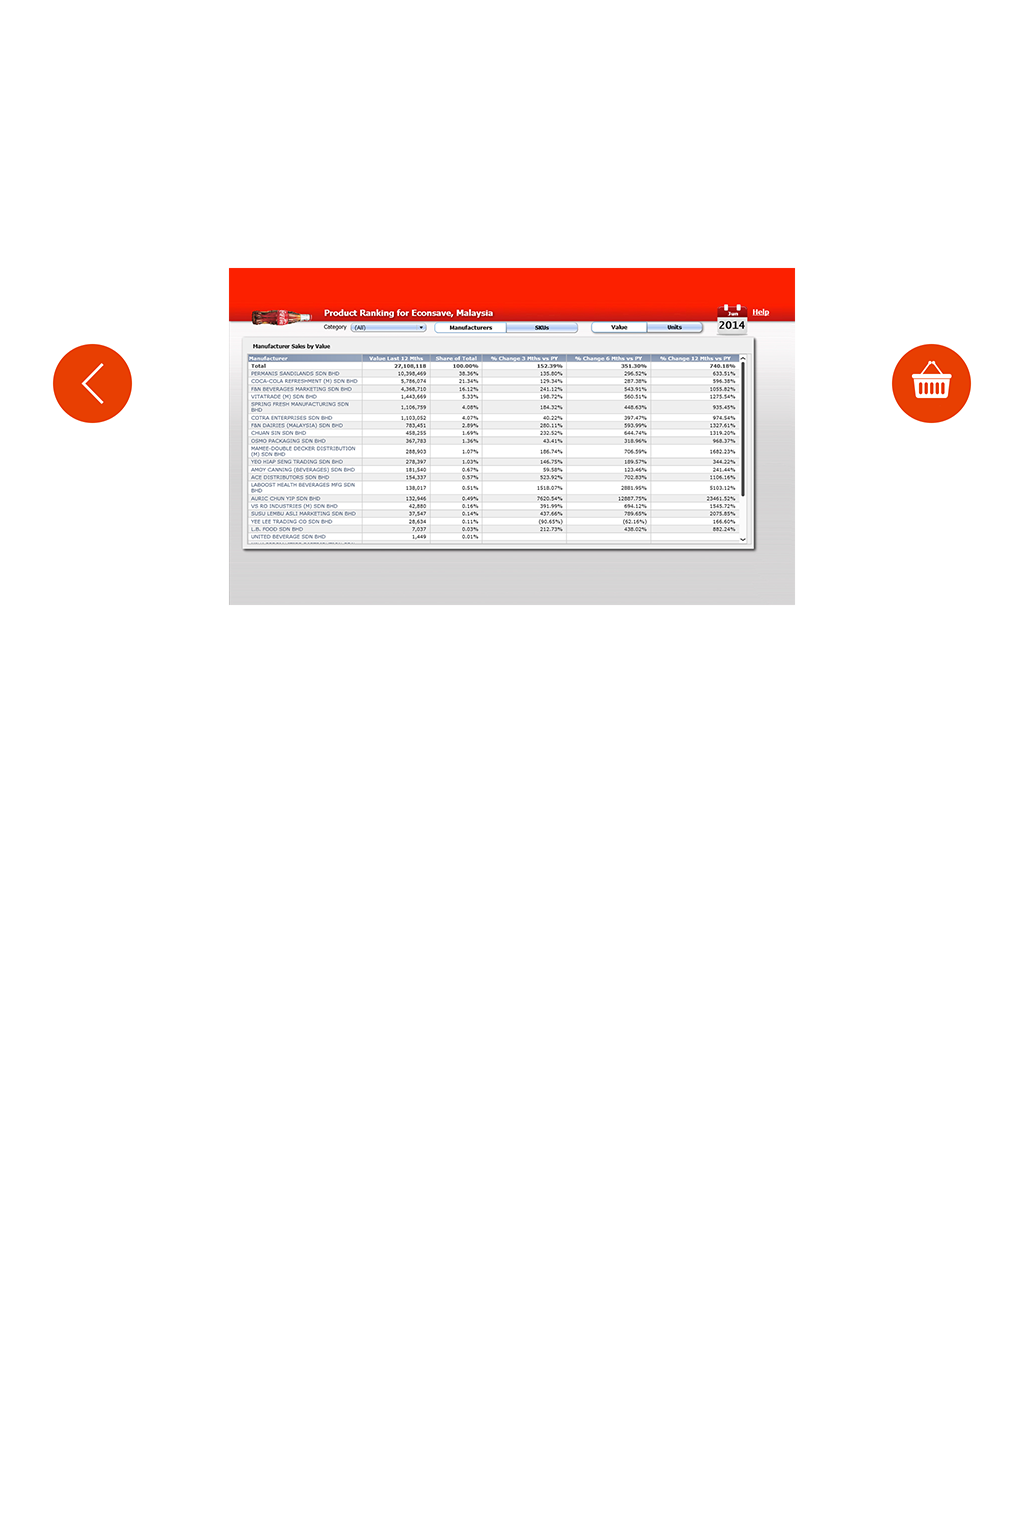 Product Ranking for Econsave, Malaysia
Jun
2014
Help
Category (All) Manufacturers SKUs Value Units
Manufacturer Sales by Value
Manufacturer Value Last 12 Mths Share of Total % Change 3 Mths vs PY % Change 6 Mths vs PY % Change 12 Mths vs PY
Total 27,108,118 100.00% 152.39% 351.30% 740.18%
PERMANIS SANDILANDS SDN BHD 10,398,469 38.36% 135.80% 296.52% 633.51%
COCA-COLA REFRESHMENT (M) SDN BHD 5,786,074 21.34% 129.34% 287.38% 596.38%
F&N BEVERAGES MARKETING SDN BHD 4,368,710 16.12% 241.12% 543.91% 1055.82%
VITATRADE (M) SDN BHD 1,443,669 5.33% 198.72% 560.51% 1275.54%
SPRING FRESH MANUFACTURING SDN
BHD 1,106,759 4.08% 184.32% 448.63% 935.45%
COTRA ENTERPRISES SDN BHD 1,103,052 4.07% 40.22% 397.47% 974.54%
F&N DAIRIES (MALAYSIA) SDN BHD 783,451 2.89% 280.11% 593.99% 1327.61%
CHUAN SIN SDN BHD 458,255 1.69% 232.52% 644.74% 1319.20%
OSMO PACKAGING SDN BHD 367,783 1.36% 43.41% 318.96% 968.37%
MAMEE-DOUBLE DECKER DISTRIBUTION
(M) SDN BHD 288,903 1.07% 186.74% 706.59% 1682.23%
YEO HIAP SENG TRADING SDN BHD 278,397 1.03% 146.75% 189.57% 344.22%
AMOY CANNING (BEVERAGES) SDN BHD 181,540 0.67% 59.58% 123.46% 241.44%
ACE DISTRIBUTORS SDN BHD 154,337 0.57% 523.92% 702.83% 1106.16%
LABOOST HEALTH BEVERAGES MFG SDN
BHD 138,017 0.51% 1518.07% 2881.95% 5103.12%
AURIC CHUN YIP SDN BHD 132,946 0.49% 7620.54% 12887.75% 23461.52%
VS RO INDUSTRIES (M) SDN BHD 42,880 0.16% 391.99% 694.12% 1545.72%
SUSU LEMBU ASLI MARKETING SDN BHD 37,547 0.14% 437.66% 789.65% 2075.85%
YEE LEE TRADING CO SDN BHD 28,634 0.11% (90.65%) (62.16%) 166.60%
L.B. FOOD SDN BHD 7,037 0.03% 212.73% 438.02% 882.24%
UNITED BEVERAGE SDN BHD 1,449 0.01%